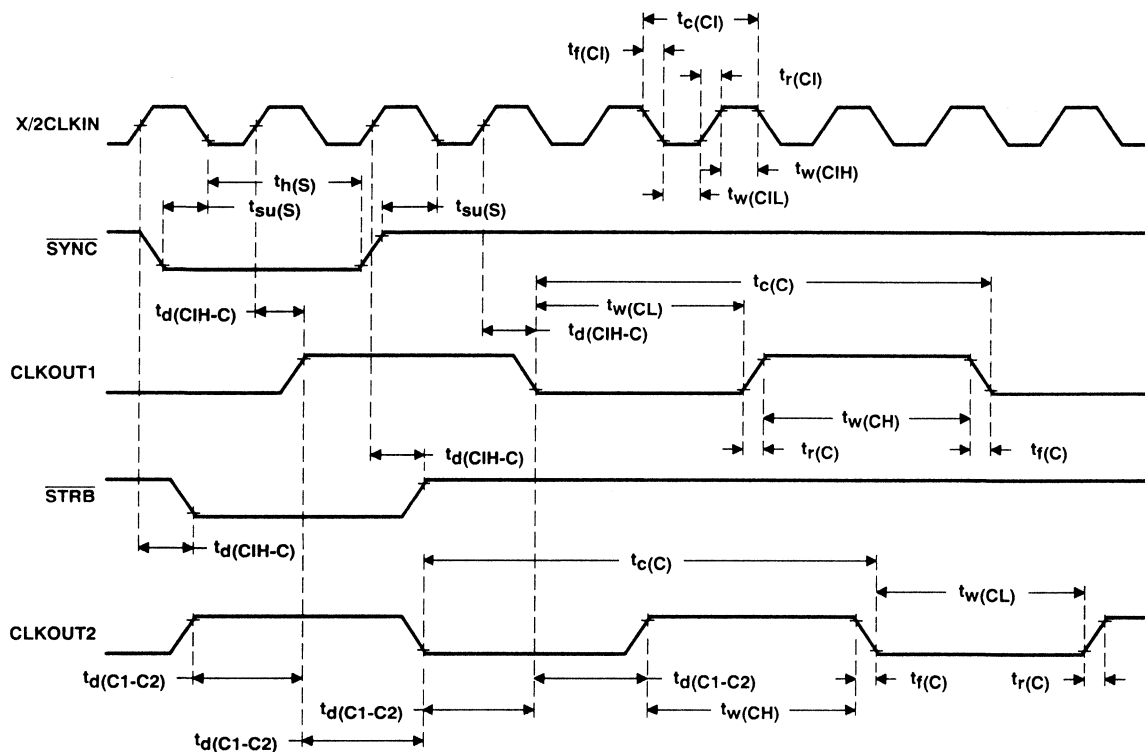 tc(CI)
tf(CI)
tr(CI)
X/2CLKIN
tw(CIH)
th(S)
tw(CIL)
tsu(S)
tsu(S)
SYNC
tc(C)
tw(CL)
td(CIH-C)
td(CIH-C)
CLKOUT1
tw(CH)
td(CIH-C)
tr(C)
tf(C)
STRB
td(CIH-C)
tc(C)
tw(CL)
CLKOUT2
td(C1-C2)
td(C1-C2)
tf(C)
tr(C)
td(C1-C2)
tw(CH)
td(C1-C2)